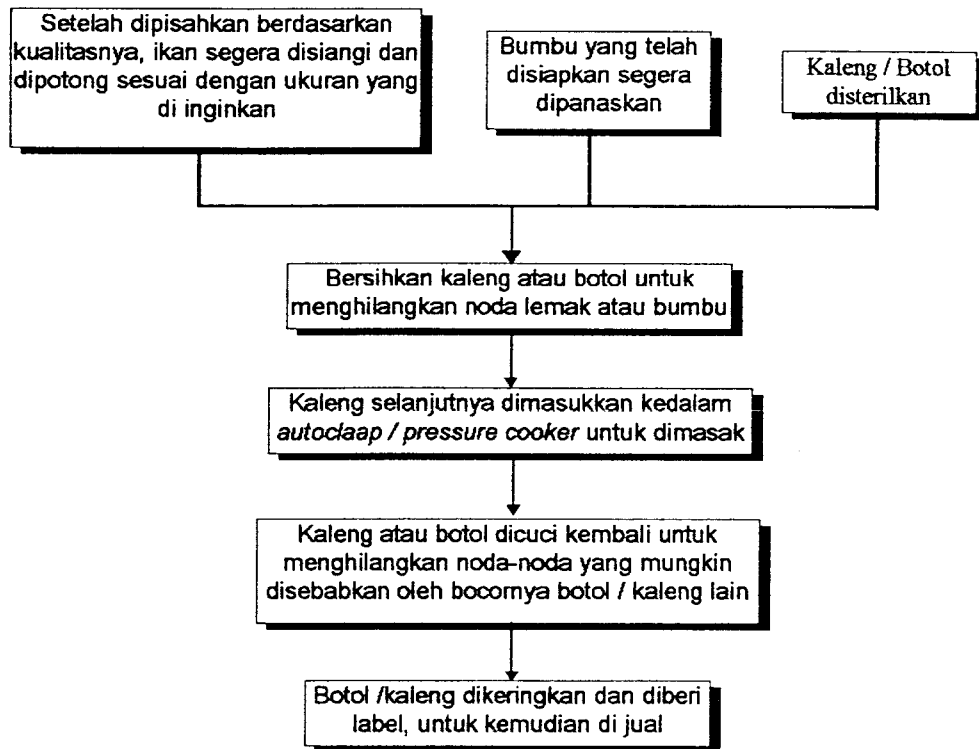 Setelah dipisahkan berdasarkan
kualitasnya, ikan segera disiangi dan
dipotong sesuai dengan ukuran yang
di inginkan
Bumbu yang telah
disiapkan segera
dipanaskan
Kaleng / Botol
disterilkan
Bersihkan kaleng atau botol untuk
menghilangkan noda lemak atau bumbu
Kaleng selanjutnya dimasukkan kedalam
autoclaap / pressure cooker untuk dimasak
Kaleng atau botol dicuci kembali untuk
menghilangkan noda-noda yang mungkin
disebabkan oleh bocornya botol / kaleng lain
Botol /kaleng dikeringkan dan diberi
label, untuk kemudian di jual